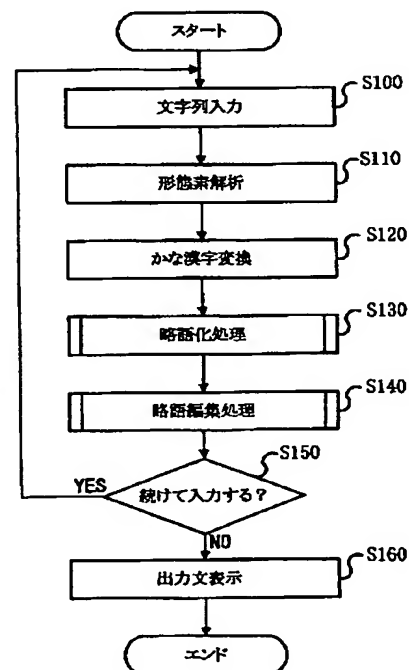 スタート
文字列入力 S100
形態素解析 S110
かな漢字変換 S120
略語化処理 S130
略語編集処理 S140
続けて入力する? S150
YES
NO
出力文表示 S160
エンド